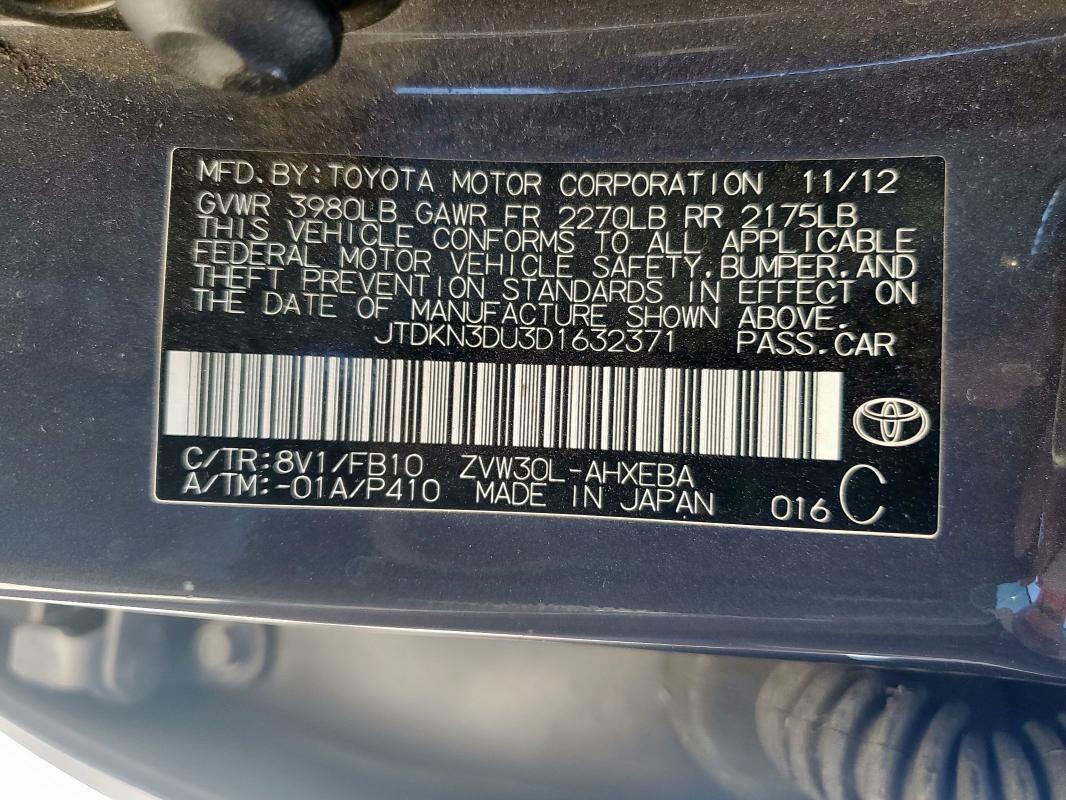 MFD. BY: TOYOTA MOTOR CORPORATION 11/12
GVWR 3980LB GAWR FR 2270LB RR 2175LB
THIS VEHICLE CONFORMS TO ALL APPLICABLE
FEDERAL MOTOR VEHICLE SAFETY, BUMPER, AND
THEFT PREVENTION STANDARDS IN EFFECT ON
THE DATE OF MANUFACTURE SHOWN ABOVE.
JTDKN3DU3D1632371 PASS. CAR
C/TR: 8V1/FB10 ZVW30L-AHXEBA
A/TM: -01A/P410 MADE IN JAPAN 016 C